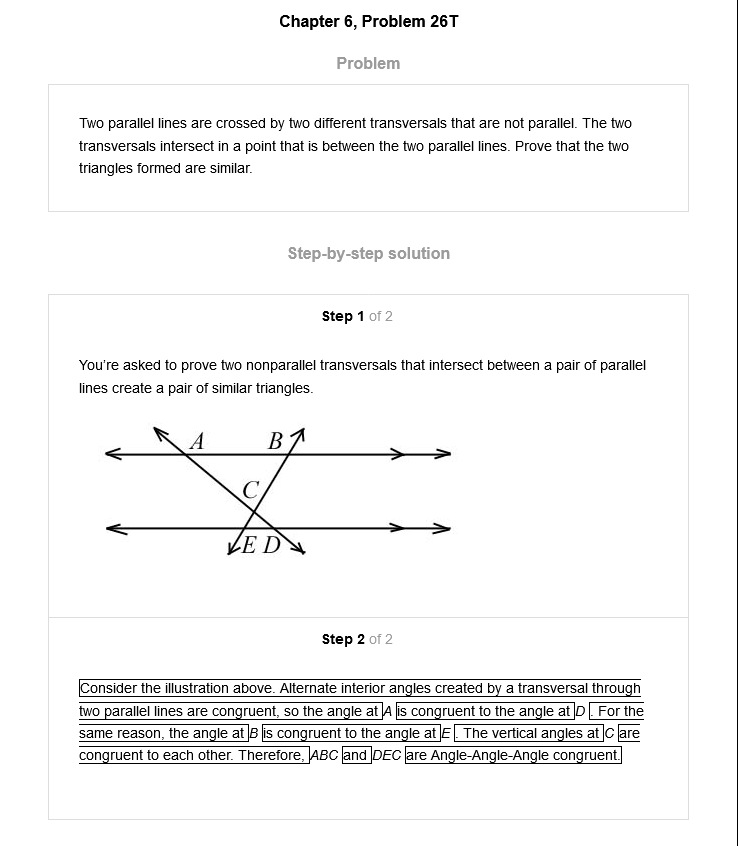 Chapter 6, Problem 26T
Problem
Two parallel lines are crossed by two different transversals that are not parallel. The two
transversals intersect in a point that is between the two parallel lines. Prove that the two
triangles formed are similar.
Step-by-step solution
Step 1 of 2
You're asked to prove two nonparallel transversals that intersect between a pair of parallel
lines create a pair of similar triangles.
A B
C
E D
Step 2 of 2
Consider the illustration above. Alternate interior angles created by a transversal through
two parallel lines are congruent, so the angle at A is congruent to the angle at D . For the
same reason, the angle at B is congruent to the angle at E . The vertical angles at C are
congruent to each other. Therefore, ABC and DEC are Angle-Angle-Angle congruent.